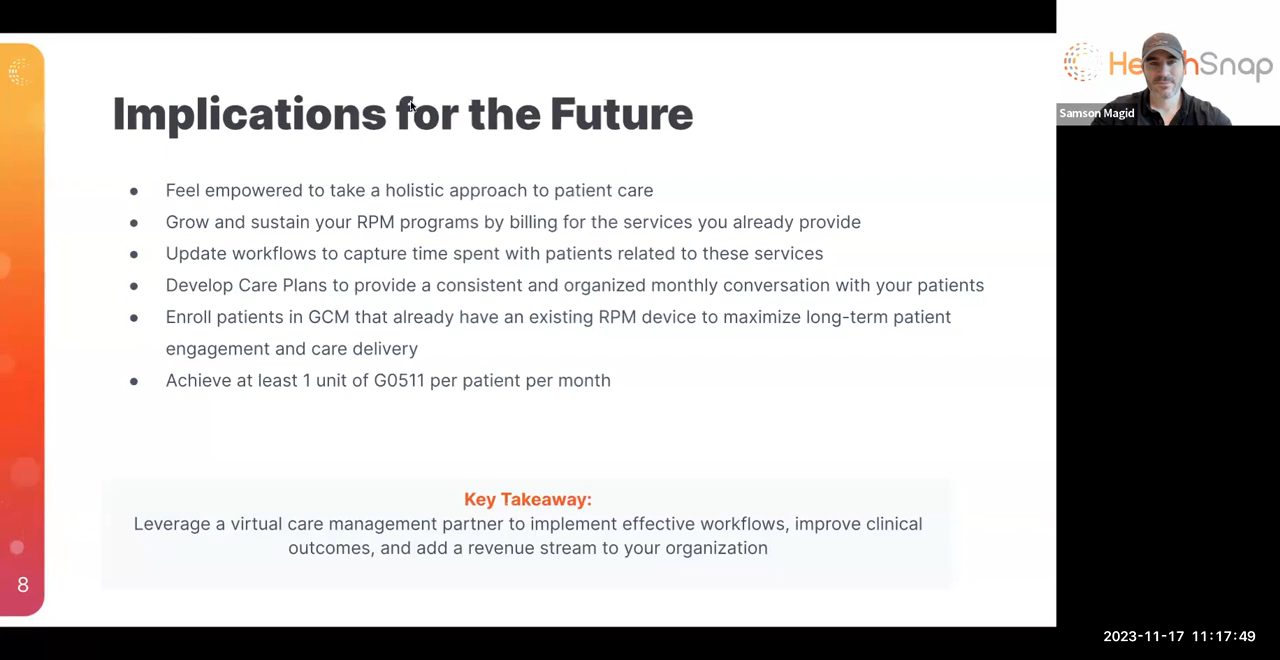 Implications for the Future
● Feel empowered to take a holistic approach to patient care
● Grow and sustain your RPM programs by billing for the services you already provide
● Update workflows to capture time spent with patients related to these services
● Develop Care Plans to provide a consistent and organized monthly conversation with your patients
● Enroll patients in GCM that already have an existing RPM device to maximize long-term patient
engagement and care delivery
● Achieve at least 1 unit of G0511 per patient per month
Key Takeaway:
Leverage a virtual care management partner to implement effective workflows, improve clinical
outcomes, and add a revenue stream to your organization
8
Samson Magid
2023-11-17 11:17:49